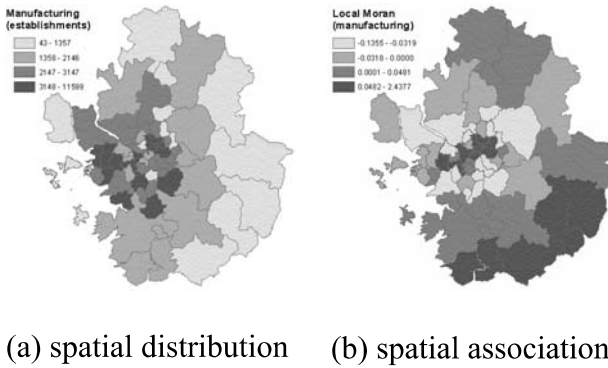 Manufacturing
(establishments)
43 - 1357
1358 - 2146
2147 - 3147
3148 - 11599
Local Moran
(manufacturing)
-0.1355 - -0.0319
-0.0318 - 0.0000
0.0001 - 0.0481
0.0482 - 2.4377
(a) spatial distribution
(b) spatial association